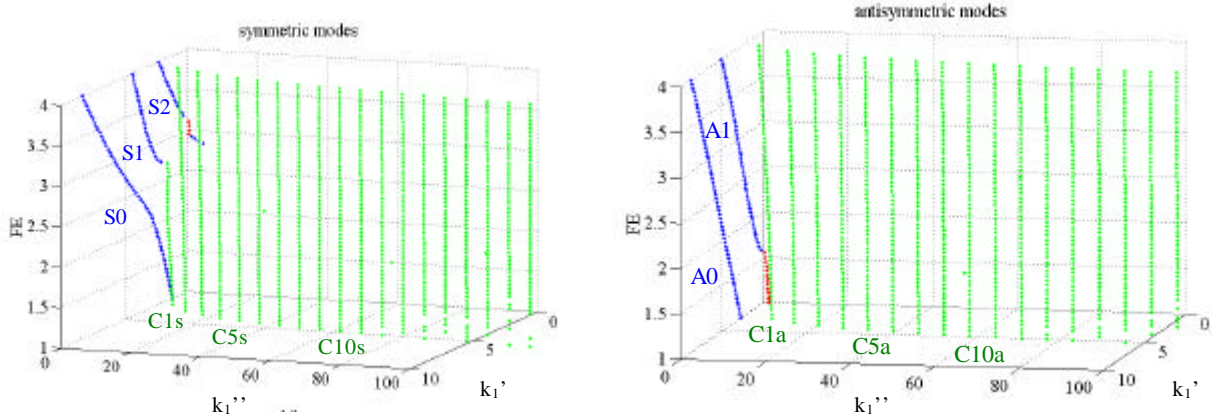 symmetric modes
4
3.5
3
2.5
2
1.5
1
FE
S2
S1
S0
C1s
C5s
C10s
0
20
40
60
80
100
10
5
0
k1''
k1'
antisymmetric modes
4
3.5
3
2.5
2
1.5
1
FE
A1
A0
C1a
C5a
C10a
0
20
40
60
80
100
10
5
0
k1''
k1'